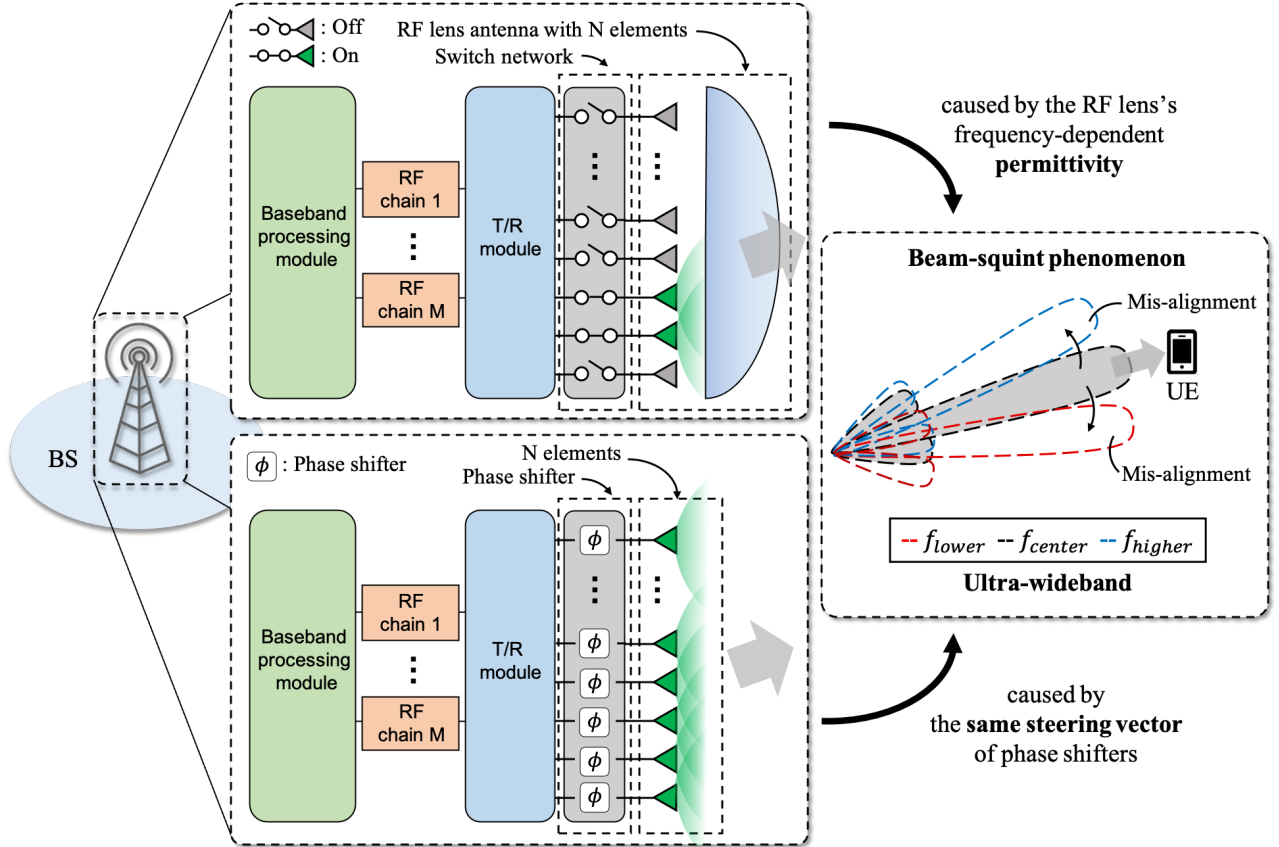 : Off
: On
RF lens antenna with N elements
Switch network
Baseband
processing
module
RF
chain 1
RF
chain M
T/R
module
caused by the RF lens's
frequency-dependent
permittivity
BS
Beam-squint phenomenon
Mis-alignment
UE
Mis-alignment
f_lower f_center f_higher
Ultra-wideband
ϕ : Phase shifter
N elements
Phase shifter
Baseband
processing
module
RF
chain 1
RF
chain M
T/R
module
ϕ
ϕ
ϕ
ϕ
ϕ
ϕ
caused by
the same steering vector
of phase shifters